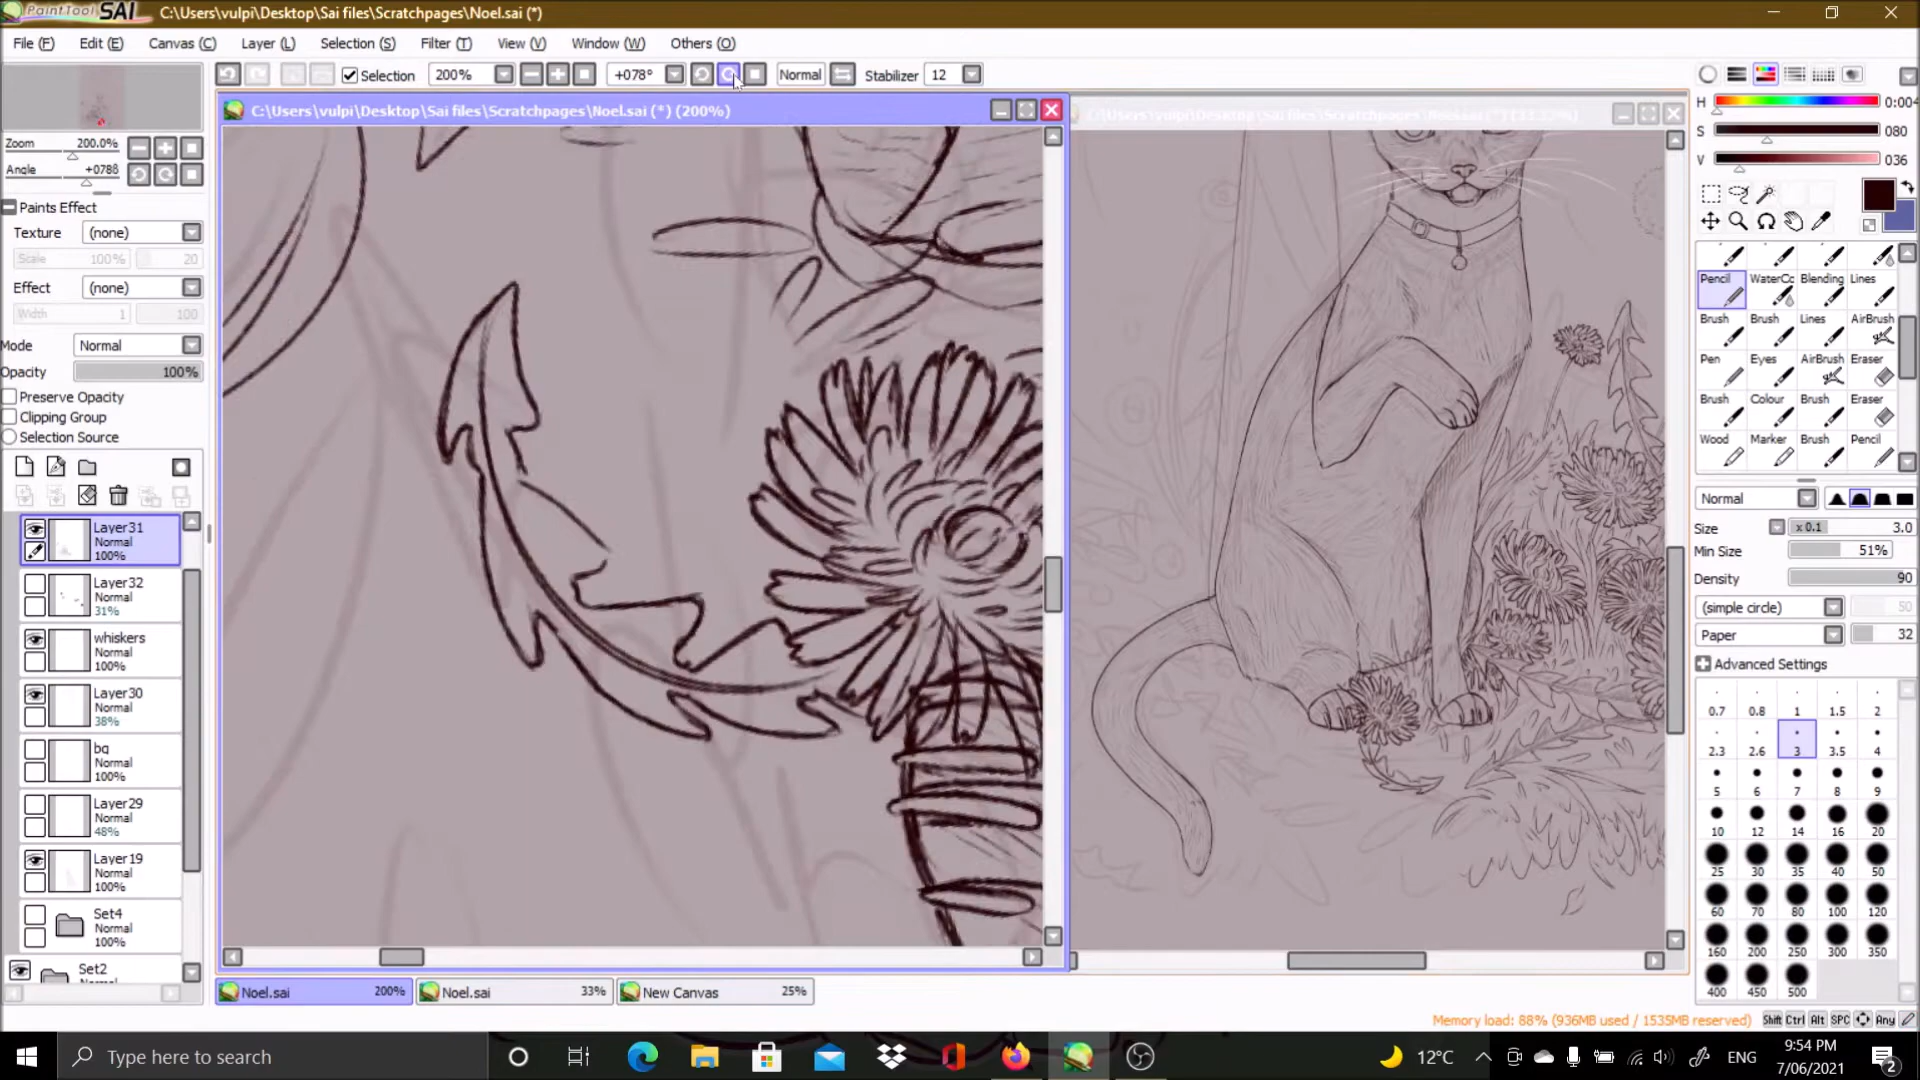 PaintTool SAI C:\Users\vulpi\Desktop\Sai files\Scratchpages\Noel.sai (*)
File (F) Edit (E) Canvas (C) Layer (L) Selection (S) Filter (T) View (V) Window (W) Others (O)
Selection 200% +078° Normal Stabilizer 12
C:\Users\vulpi\Desktop\Sai files\Scratchpages\Noel.sai (*) (200%)
Zoom 200.0%
Angle +078°
Paints Effect
Texture (none)
Scale 100% 20
Effect (none)
Width 1 100
Mode Normal
Opacity 100%
Preserve Opacity
Clipping Group
Selection Source
Layer31
Normal
100%
Layer32
Normal
31%
whiskers
Normal
100%
Layer30
Normal
38%
bg
Normal
100%
Layer29
Normal
48%
Layer19
Normal
100%
Set4
Normal
100%
Set2
Normal
H 0:004
S 080
V 036
Pencil WaterCo Blending Lines
Brush Brush Lines AirBrush
Pen Eyes AirBrush Eraser
Brush Colour Brush Eraser
Wood Marker Brush Pencil
Normal
Size x 0.1 3.0
Min Size 51%
Density 90
(simple circle) 50
Paper 32
Advanced Settings
0.7 0.8 1 1.5 2
2.3 2.6 3 3.5 4
5 6 7 8 9
10 12 14 16 20
25 30 35 40 50
60 70 80 100 120
160 200 250 300 350
400 450 500
Noel.sai 200% Noel.sai 33% New Canvas 25%
Memory load: 88% (936MB used / 1535MB reserved) Shift Ctrl Alt SPC Any
Type here to search
12°C ENG
9:54 PM
7/06/2021
2